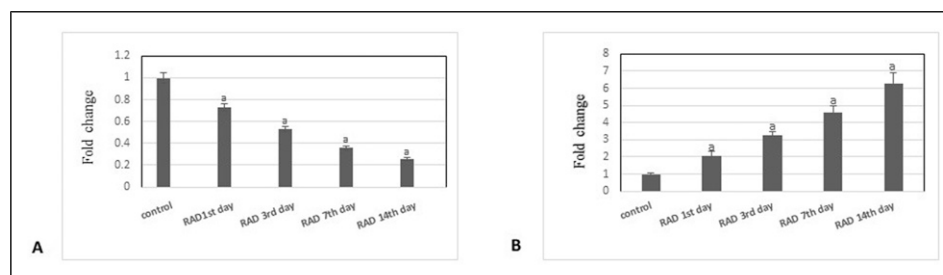 1.2
1
0.8
0.6
0.4
0.2
0
Fold change
a
a
a
a
control
RAD1st day
RAD 3rd day
RAD 7th day
RAD 14th day
A
8
7
6
5
4
3
2
1
0
Fold change
a
a
a
a
control
RAD 1st day
RAD 3rd day
RAD 7th day
RAD 14th day
B